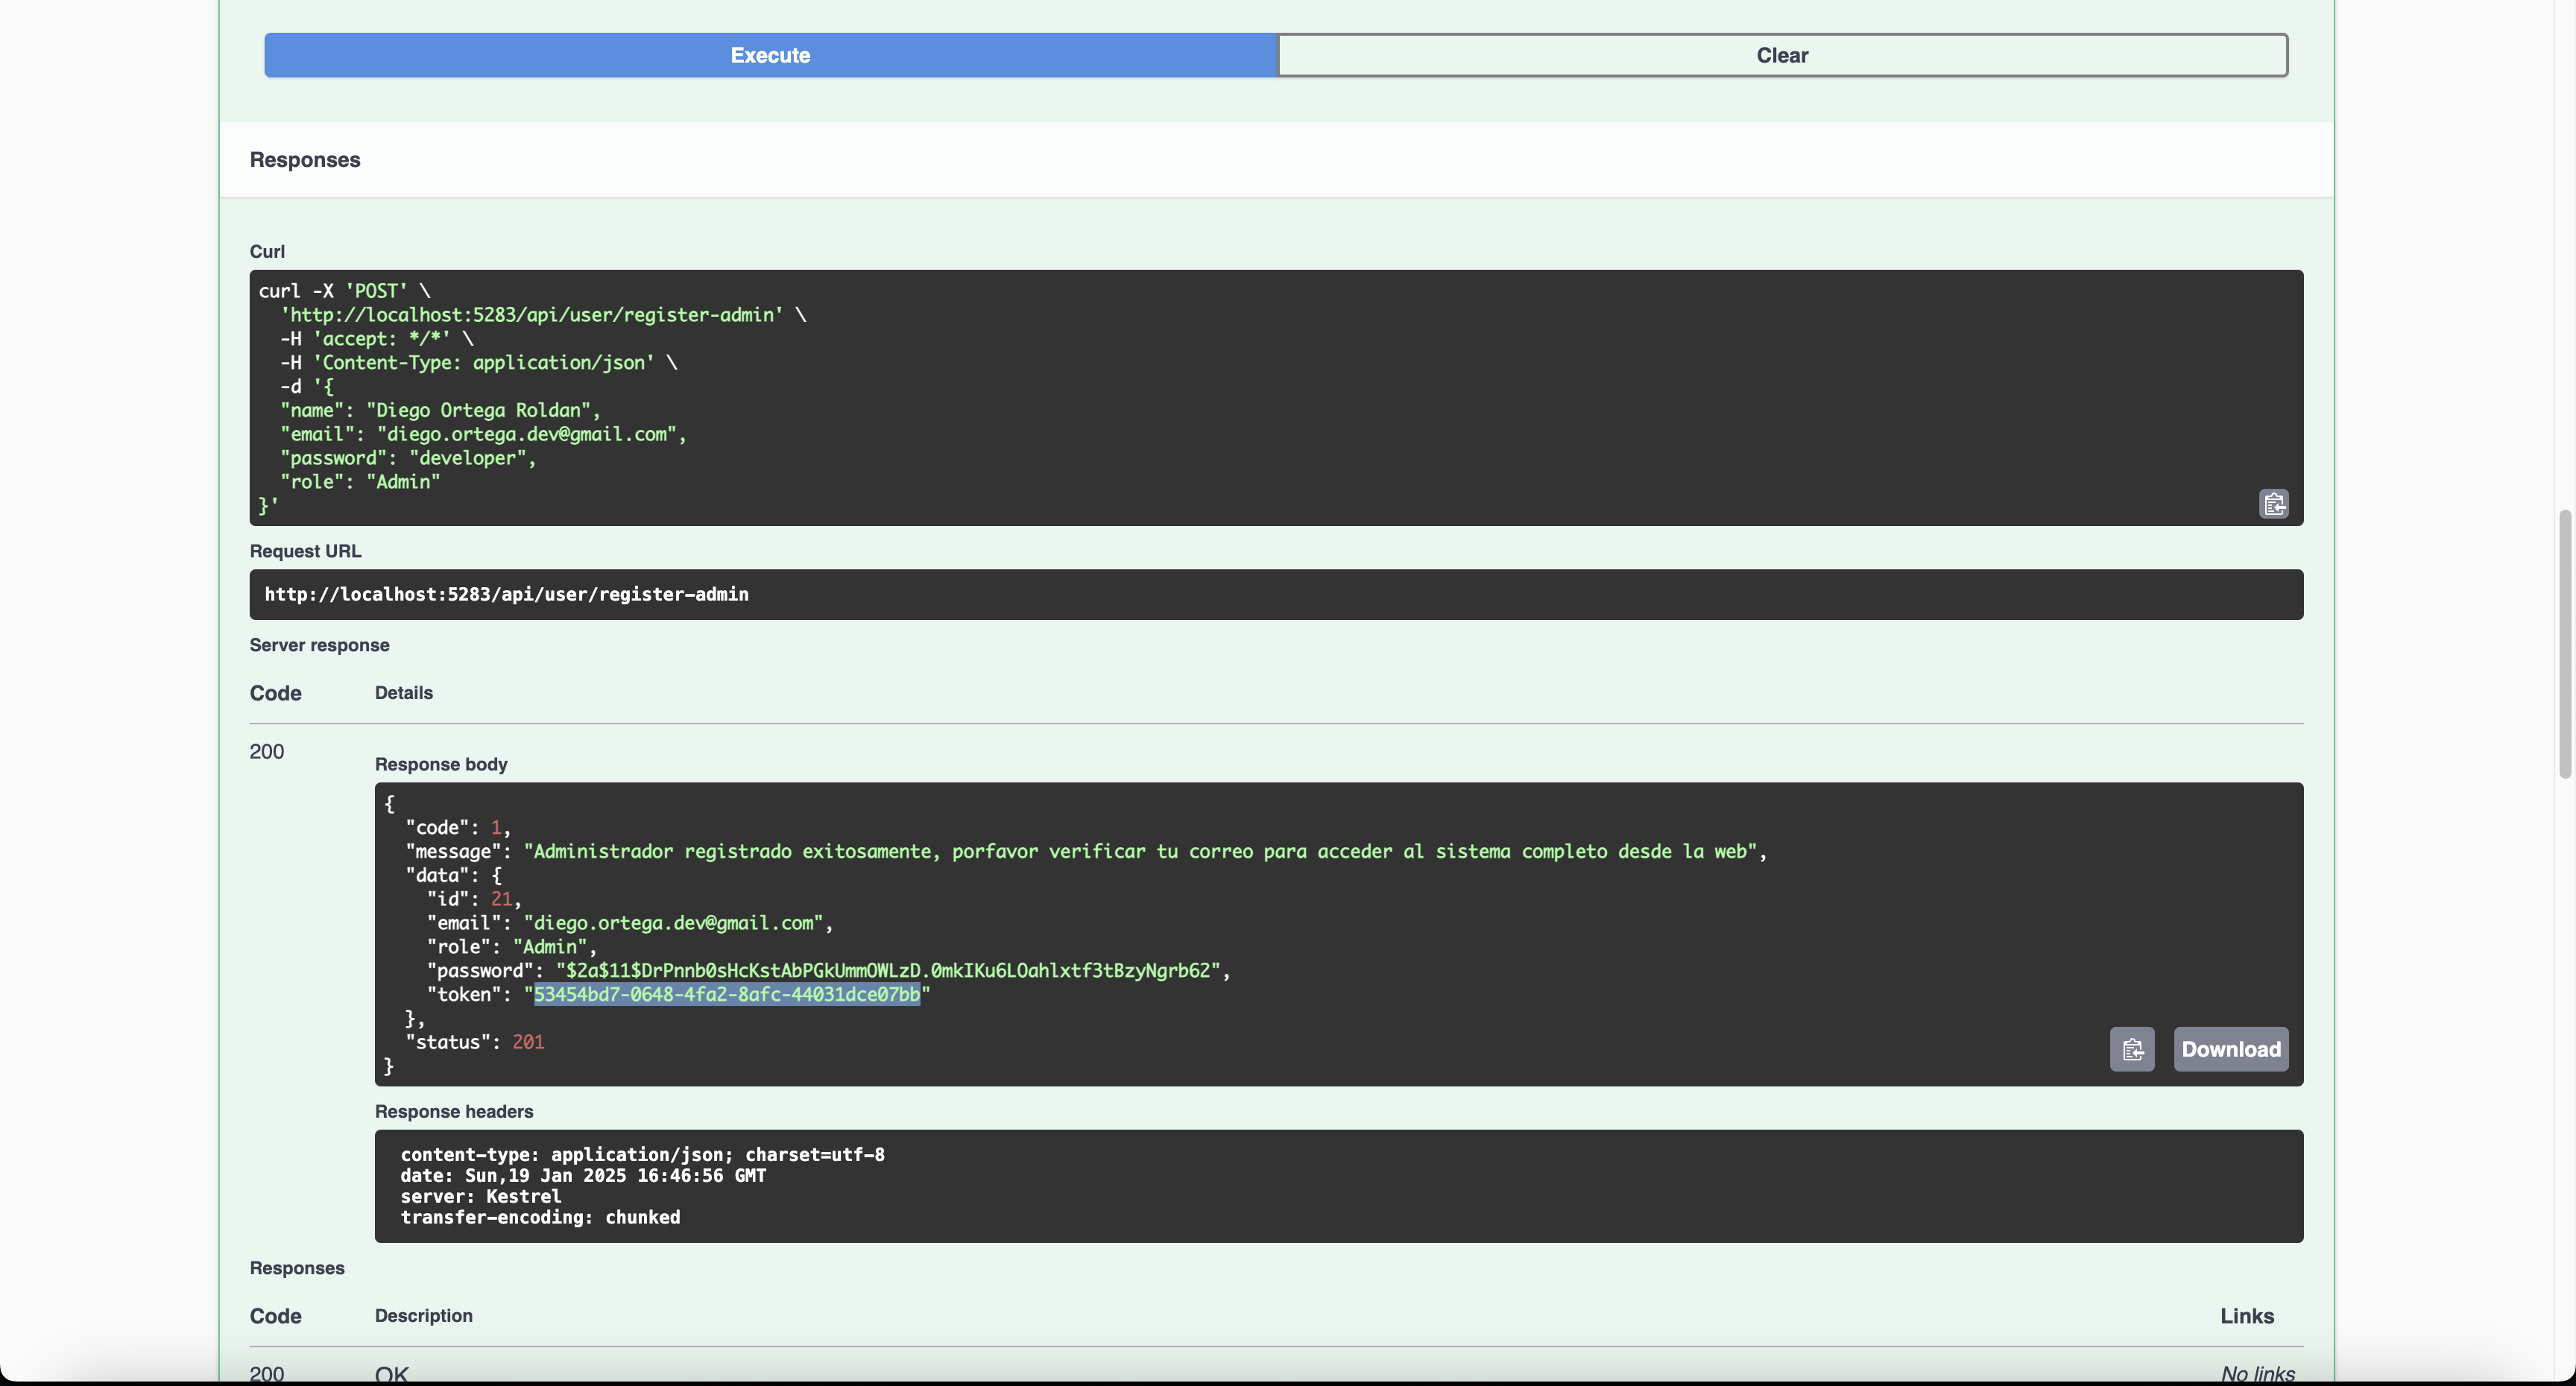 Execute
Clear
Responses
Curl
curl -X 'POST' \
'http://localhost:5283/api/user/register-admin' \
-H 'accept: */*' \
-H 'Content-Type: application/json' \
-d '{
"name": "Diego Ortega Roldan",
"email": "diego.ortega.dev@gmail.com",
"password": "developer",
"role": "Admin"
}'
Request URL
http://localhost:5283/api/user/register-admin
Server response
Code Details
200
Response body
{
"code": 1,
"message": "Administrador registrado exitosamente, porfavor verificar tu correo para acceder al sistema completo desde la web",
"data": {
"id": 21,
"email": "diego.ortega.dev@gmail.com",
"role": "Admin",
"password": "$2a$11$DrPnnb0sHcKstAbPGkUmmOWLzD.0mkIKu6LOahlxtf3tBzyNgrb62",
"token": "53454bd7-0648-4fa2-8afc-44031dce07bb"
},
"status": 201
}
Download
Response headers
content-type: application/json; charset=utf-8
date: Sun,19 Jan 2025 16:46:56 GMT
server: Kestrel
transfer-encoding: chunked
Responses
Code Description Links
200 OK No links